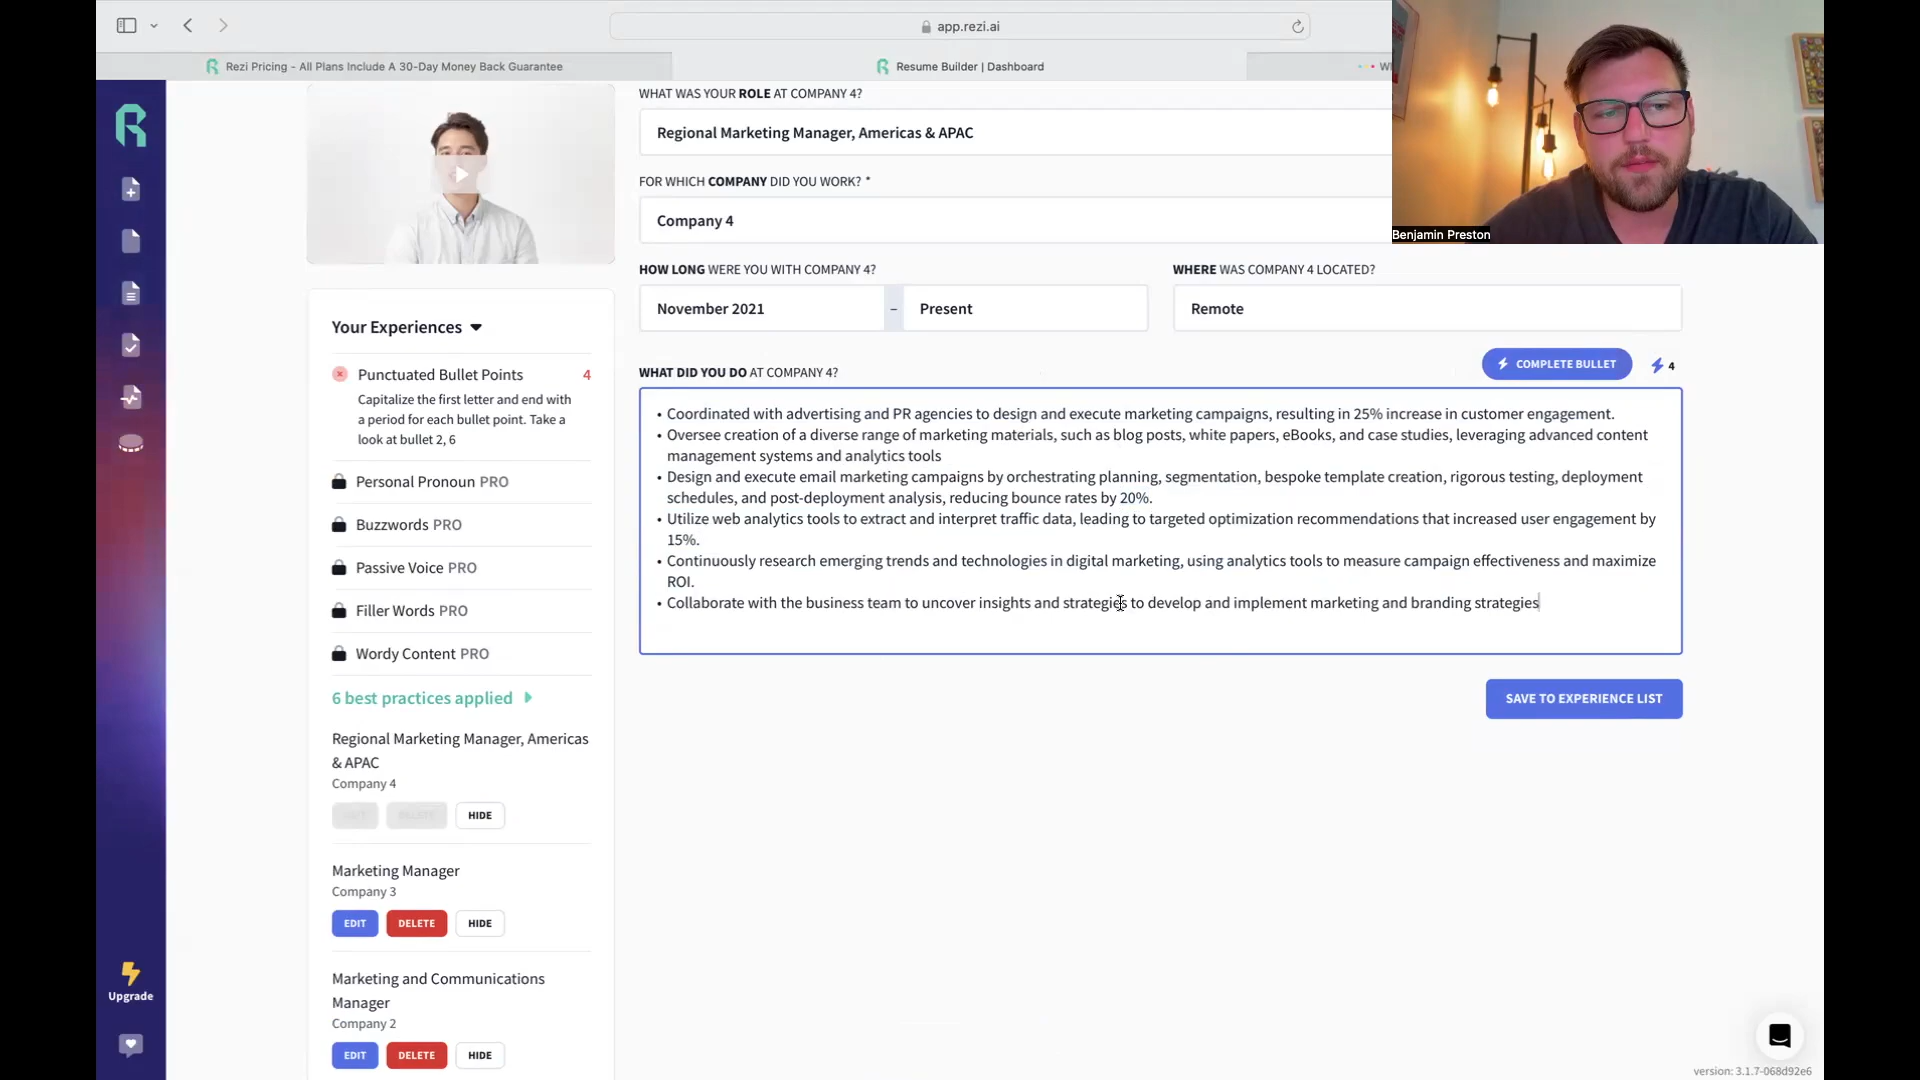 app.rezi.ai
Rezi Pricing - All Plans Include A 30-Day Money Back Guarantee
Resume Builder | Dashboard
Benjamin Preston
WHAT WAS YOUR ROLE AT COMPANY 4?
Regional Marketing Manager, Americas & APAC
FOR WHICH COMPANY DID YOU WORK? *
Company 4
HOW LONG WERE YOU WITH COMPANY 4?
November 2021
–
Present
WHERE WAS COMPANY 4 LOCATED?
Remote
WHAT DID YOU DO AT COMPANY 4?
COMPLETE BULLET
4
• Coordinated with advertising and PR agencies to design and execute marketing campaigns, resulting in 25% increase in customer engagement.
• Oversee creation of a diverse range of marketing materials, such as blog posts, white papers, eBooks, and case studies, leveraging advanced content
management systems and analytics tools
• Design and execute email marketing campaigns by orchestrating planning, segmentation, bespoke template creation, rigorous testing, deployment
schedules, and post-deployment analysis, reducing bounce rates by 20%.
• Utilize web analytics tools to extract and interpret traffic data, leading to targeted optimization recommendations that increased user engagement by
15%.
• Continuously research emerging trends and technologies in digital marketing, using analytics tools to measure campaign effectiveness and maximize
ROI.
• Collaborate with the business team to uncover insights and strategies to develop and implement marketing and branding strategies
SAVE TO EXPERIENCE LIST
Your Experiences
Punctuated Bullet Points 4
Capitalize the first letter and end with
a period for each bullet point. Take a
look at bullet 2, 6
Personal Pronoun PRO
Buzzwords PRO
Passive Voice PRO
Filler Words PRO
Wordy Content PRO
6 best practices applied
Regional Marketing Manager, Americas
& APAC
Company 4
EDIT DELETE HIDE
Marketing Manager
Company 3
EDIT DELETE HIDE
Marketing and Communications
Manager
Company 2
EDIT DELETE HIDE
Upgrade
version: 3.1.7-068d92e6